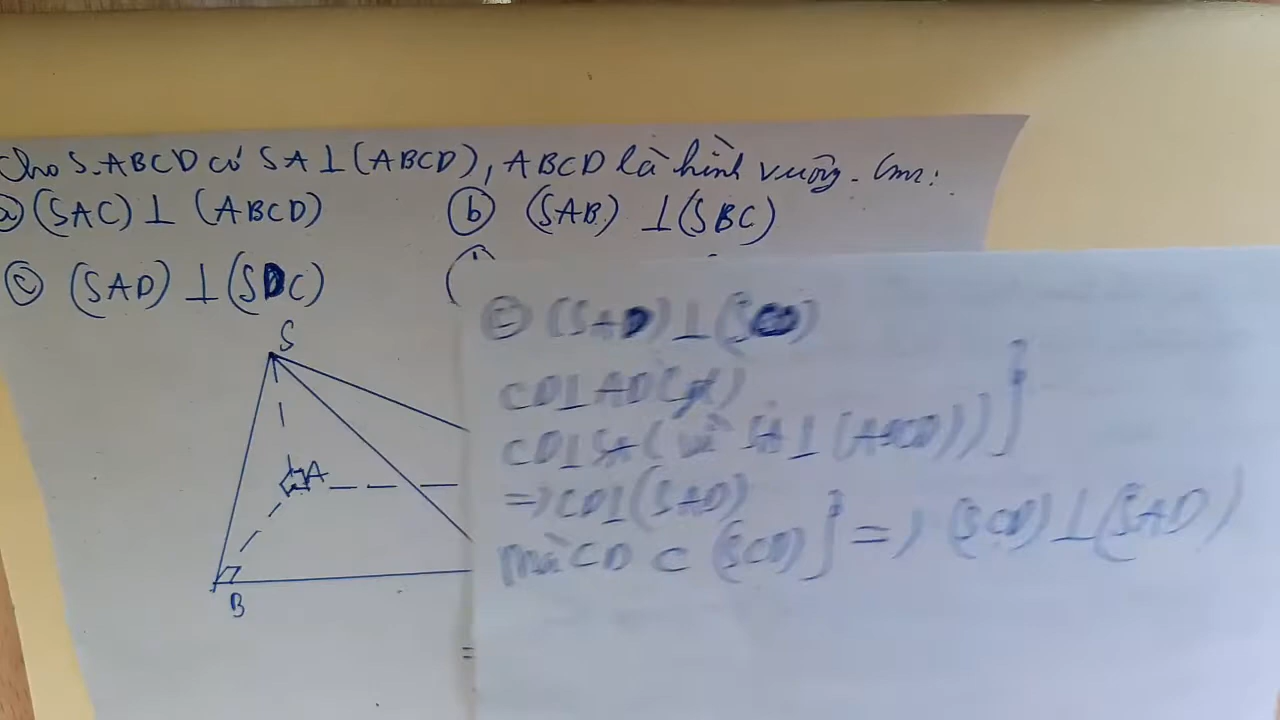 Cho S.ABCD có SA⊥(ABCD), ABCD là hình vuông. Cm:
a) (SAC)⊥(ABCD) b) (SAB)⊥(SBC)
c) (SAD)⊥(SDC)
S
A
B
c) (SAD)⊥(SCD)
CD⊥AD(gt)
CD⊥SA(vì SA⊥(ABCD))}
=>CD⊥(SAD)
mà CD⊂(SCD)}=>(SCD)⊥(SAD)
=